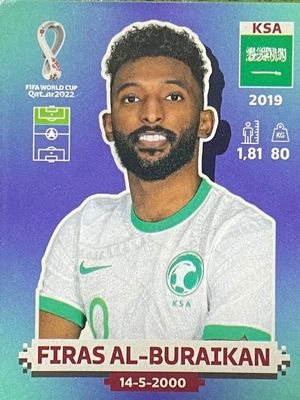 KSA
FIFA WORLD CUP
Qatar2022
2019
KG
1,81 80
KSA
FIRAS AL-BURAIKAN
14-5-2000